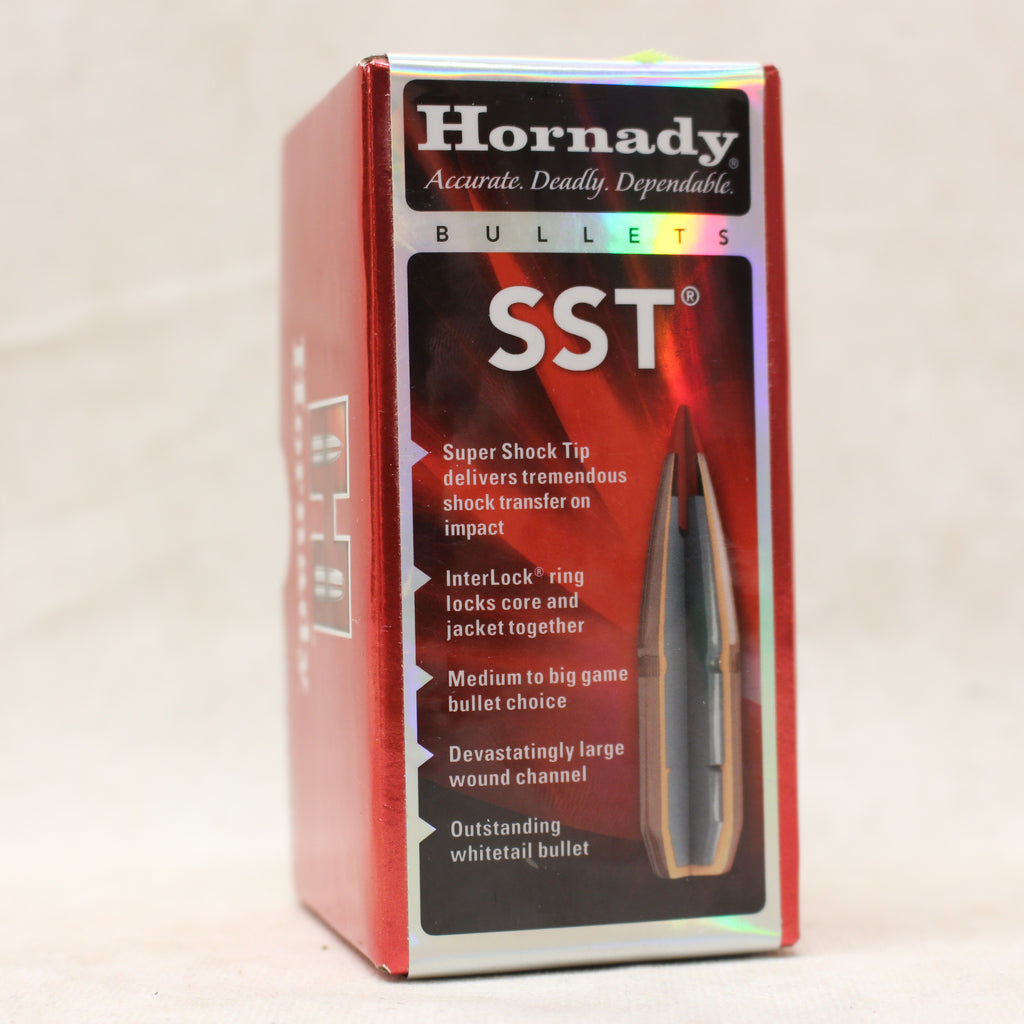 Hornady®
Accurate. Deadly. Dependable.
BULLETS
SST®
Super Shock Tip
delivers tremendous
shock transfer on
impact
InterLock® ring
locks core and
jacket together
Medium to big game
bullet choice
Devastatingly large
wound channel
Outstanding
whitetail bullet
Hornady
H